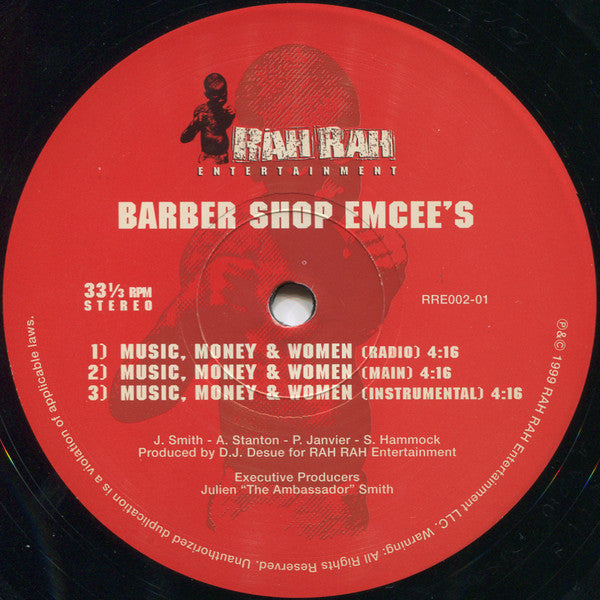 RAH RAH
ENTERTAINMENT
BARBER SHOP EMCEE'S
33⅓ RPM
STEREO
RRE002-01
1) MUSIC, MONEY & WOMEN (RADIO) 4:16
2) MUSIC, MONEY & WOMEN (MAIN) 4:16
3) MUSIC, MONEY & WOMEN (INSTRUMENTAL) 4:16
J. Smith - A. Stanton - P. Janvier - S. Hammock
Produced by D.J. Desue for RAH RAH Entertainment
Executive Producers
Julien "The Ambassador" Smith
℗&© 1999 RAH RAH Entertainment LLC. Warning: All Rights Reserved. Unauthorized duplication is a violation of applicable laws.